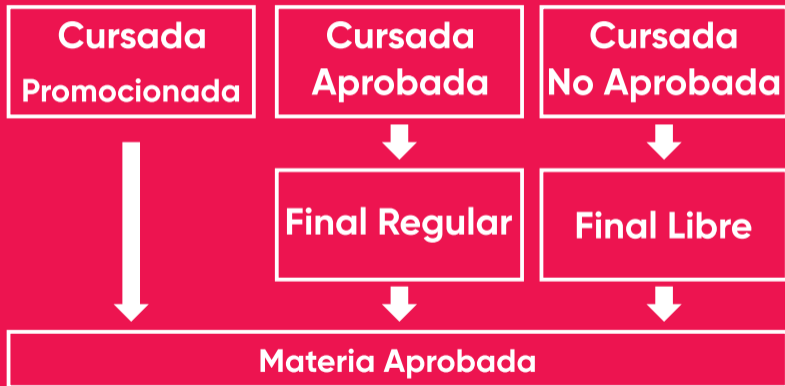 Cursada
Promocionada
Cursada
Aprobada
Cursada
No Aprobada
Final Regular
Final Libre
Materia Aprobada